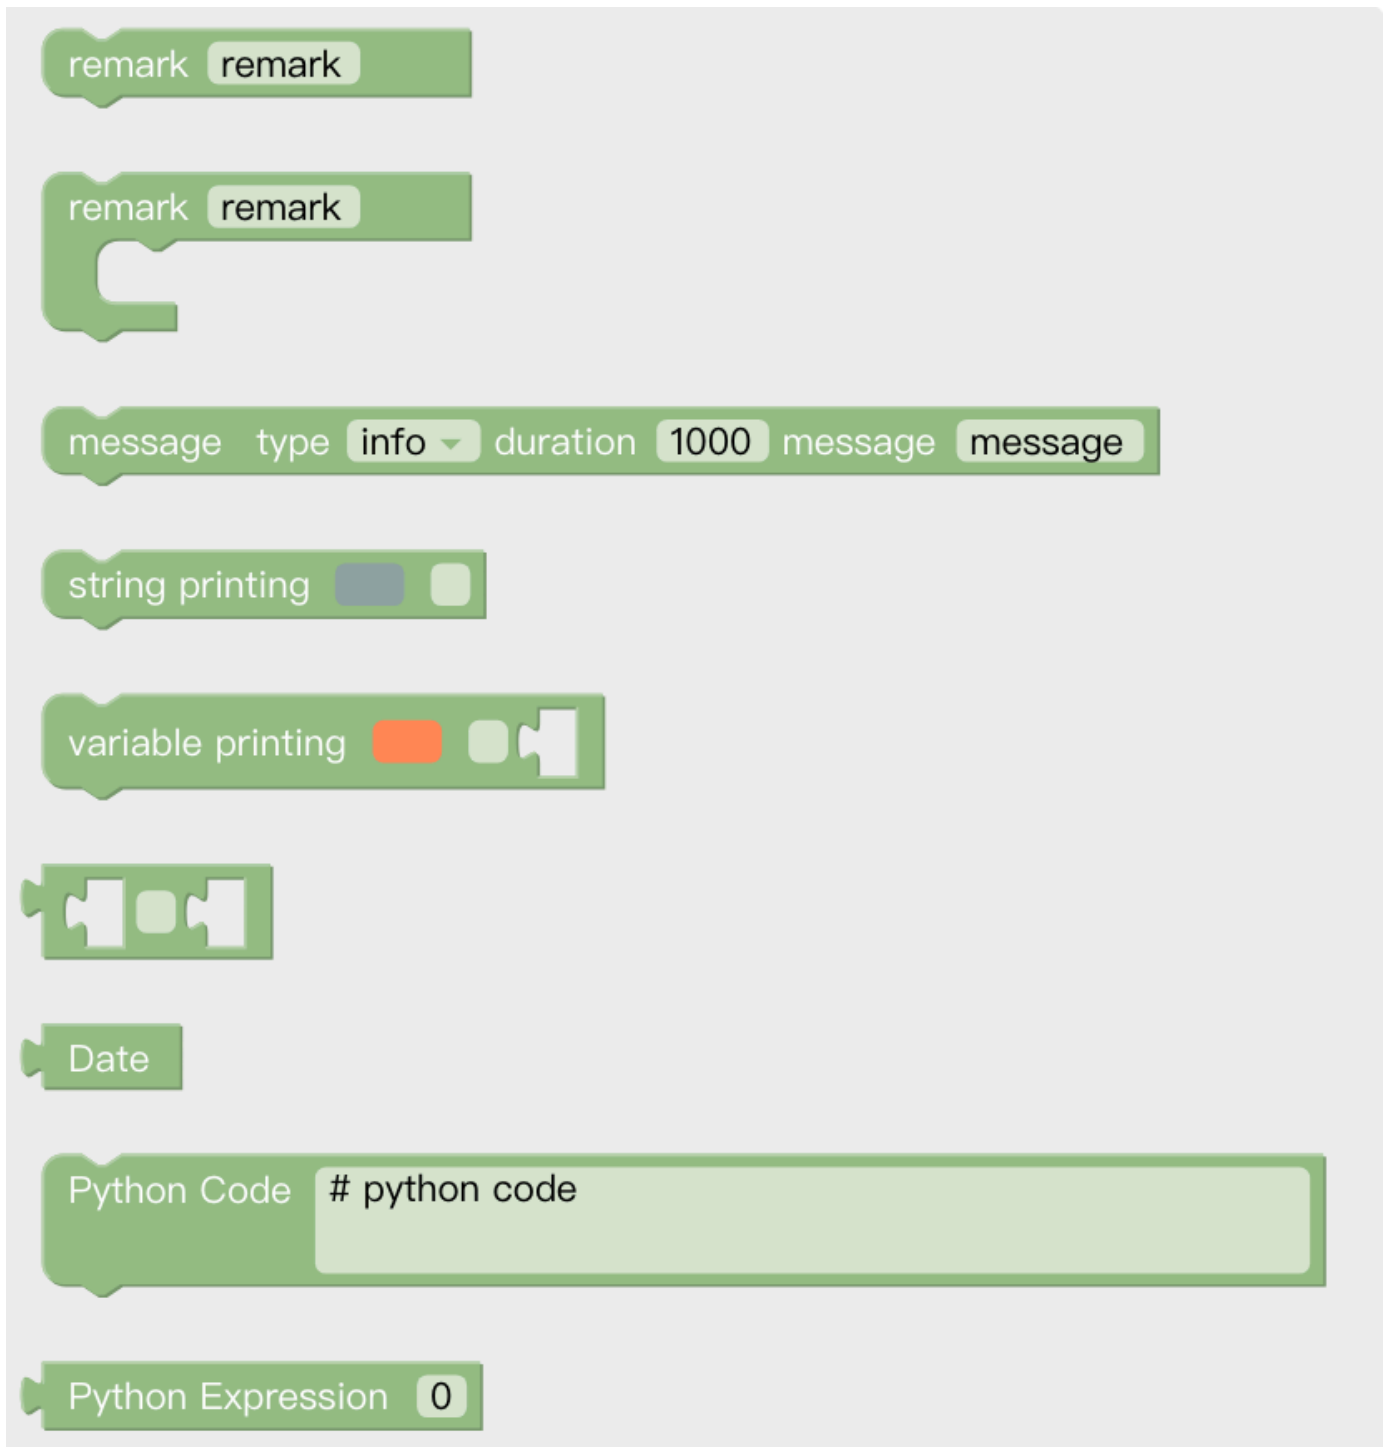 remark remark
remark remark
message type info duration 1000 message message
string printing
variable printing
Date
Python Code # python code
Python Expression 0